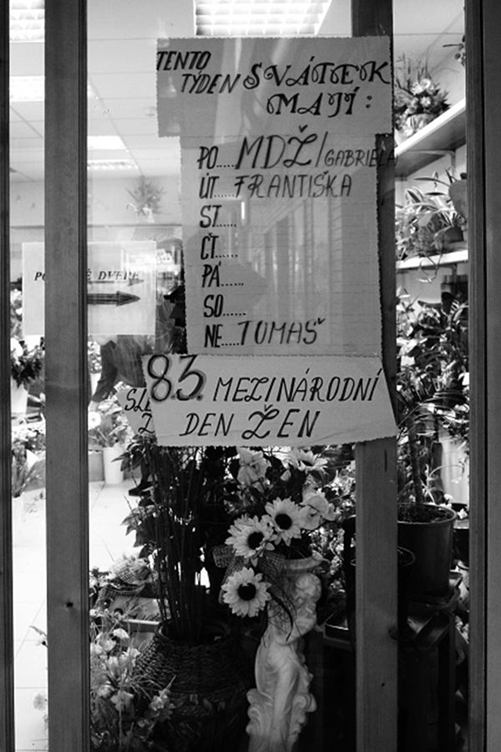 TENTO
TÝDEN SVÁTEK
MAJÍ:
PO.....MDŽ/GABRIELA
ÚT....FRANTIŠKA
ST.....
ČT.....
PÁ......
SO......
NE.....TOMÁŠ
8.3. MEZINÁRODNÍ
DEN ŽEN
DVEŘE